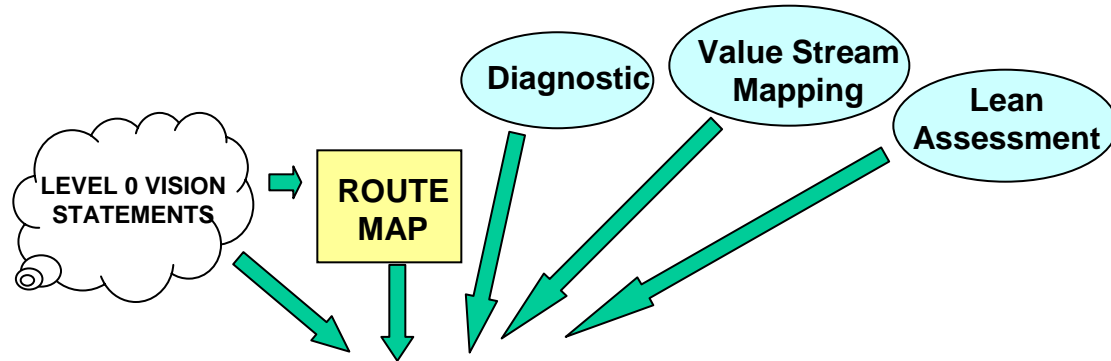 LEVEL 0 VISION
STATEMENTS
ROUTE
MAP
Diagnostic
Value Stream
Mapping
Lean
Assessment